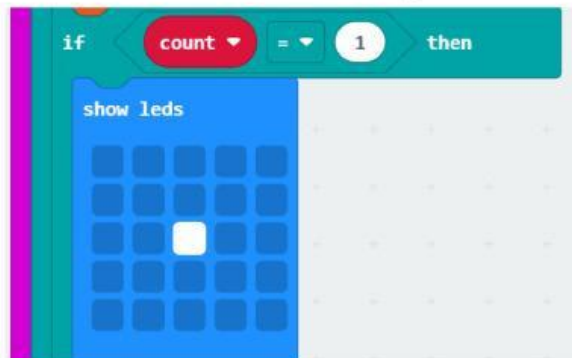 if count = 1 then
show leds